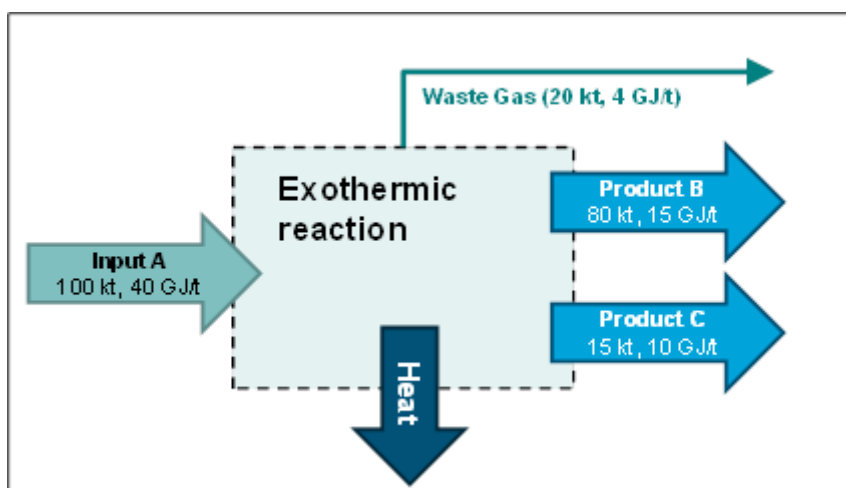 Waste Gas (20 kt, 4 GJ/t)
Exothermic
reaction
Product B
80 kt, 15 GJ/t
Input A
100 kt, 40 GJ/t
Product C
15 kt, 10 GJ/t
Heat